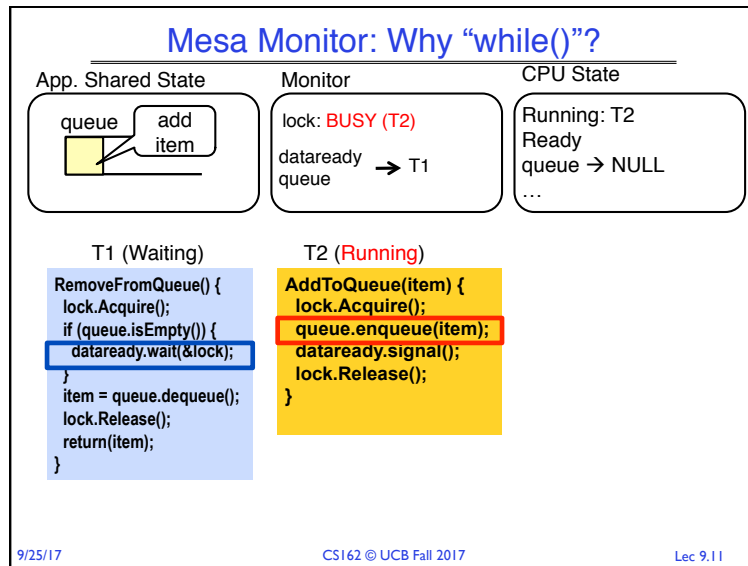 Mesa Monitor: Why “while()”?
App. Shared State
queue
add
item
Monitor
lock: BUSY (T2)
dataready
queue → T1
CPU State
Running: T2
Ready
queue → NULL
…
T1 (Waiting)
RemoveFromQueue() {
lock.Acquire();
if (queue.isEmpty()) {
dataready.wait(&lock);
}
item = queue.dequeue();
lock.Release();
return(item);
}
T2 (Running)
AddToQueue(item) {
lock.Acquire();
queue.enqueue(item);
dataready.signal();
lock.Release();
}
9/25/17
CS162 © UCB Fall 2017
Lec 9.11